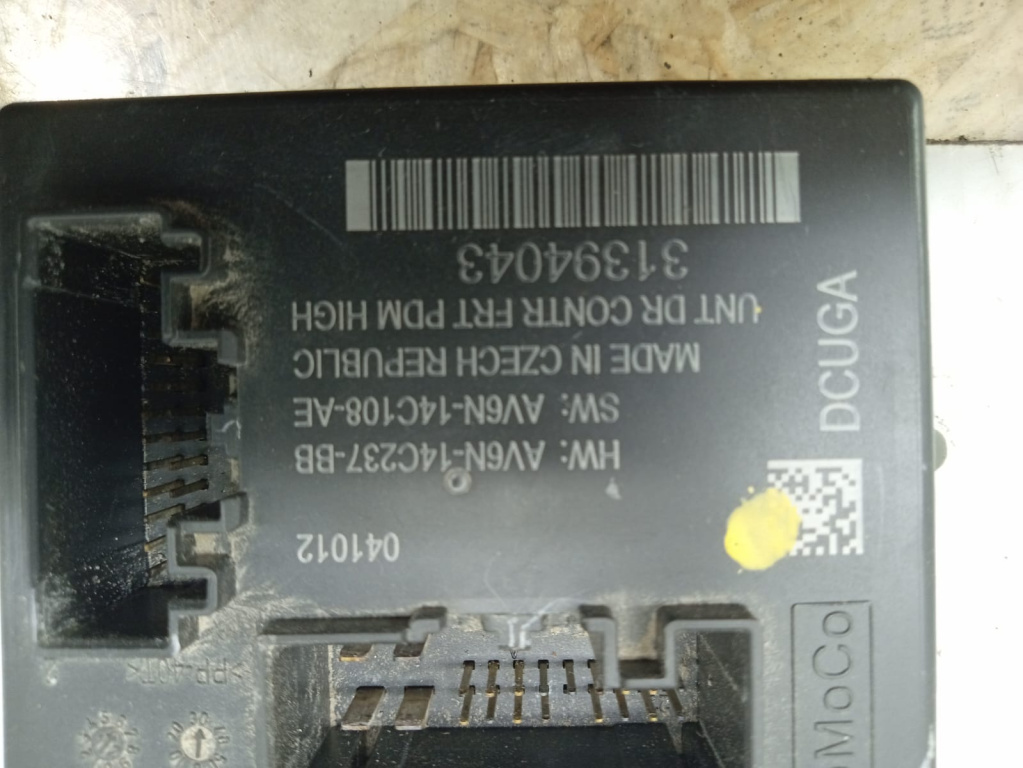 31394043
UNT DR CONTR FRT PDM HIGH
MADE IN CZECH REPUBLIC
SW: AV6N-14C108-AE
HW: AV6N-14C237-BB
041012
DCUGA
MoCo